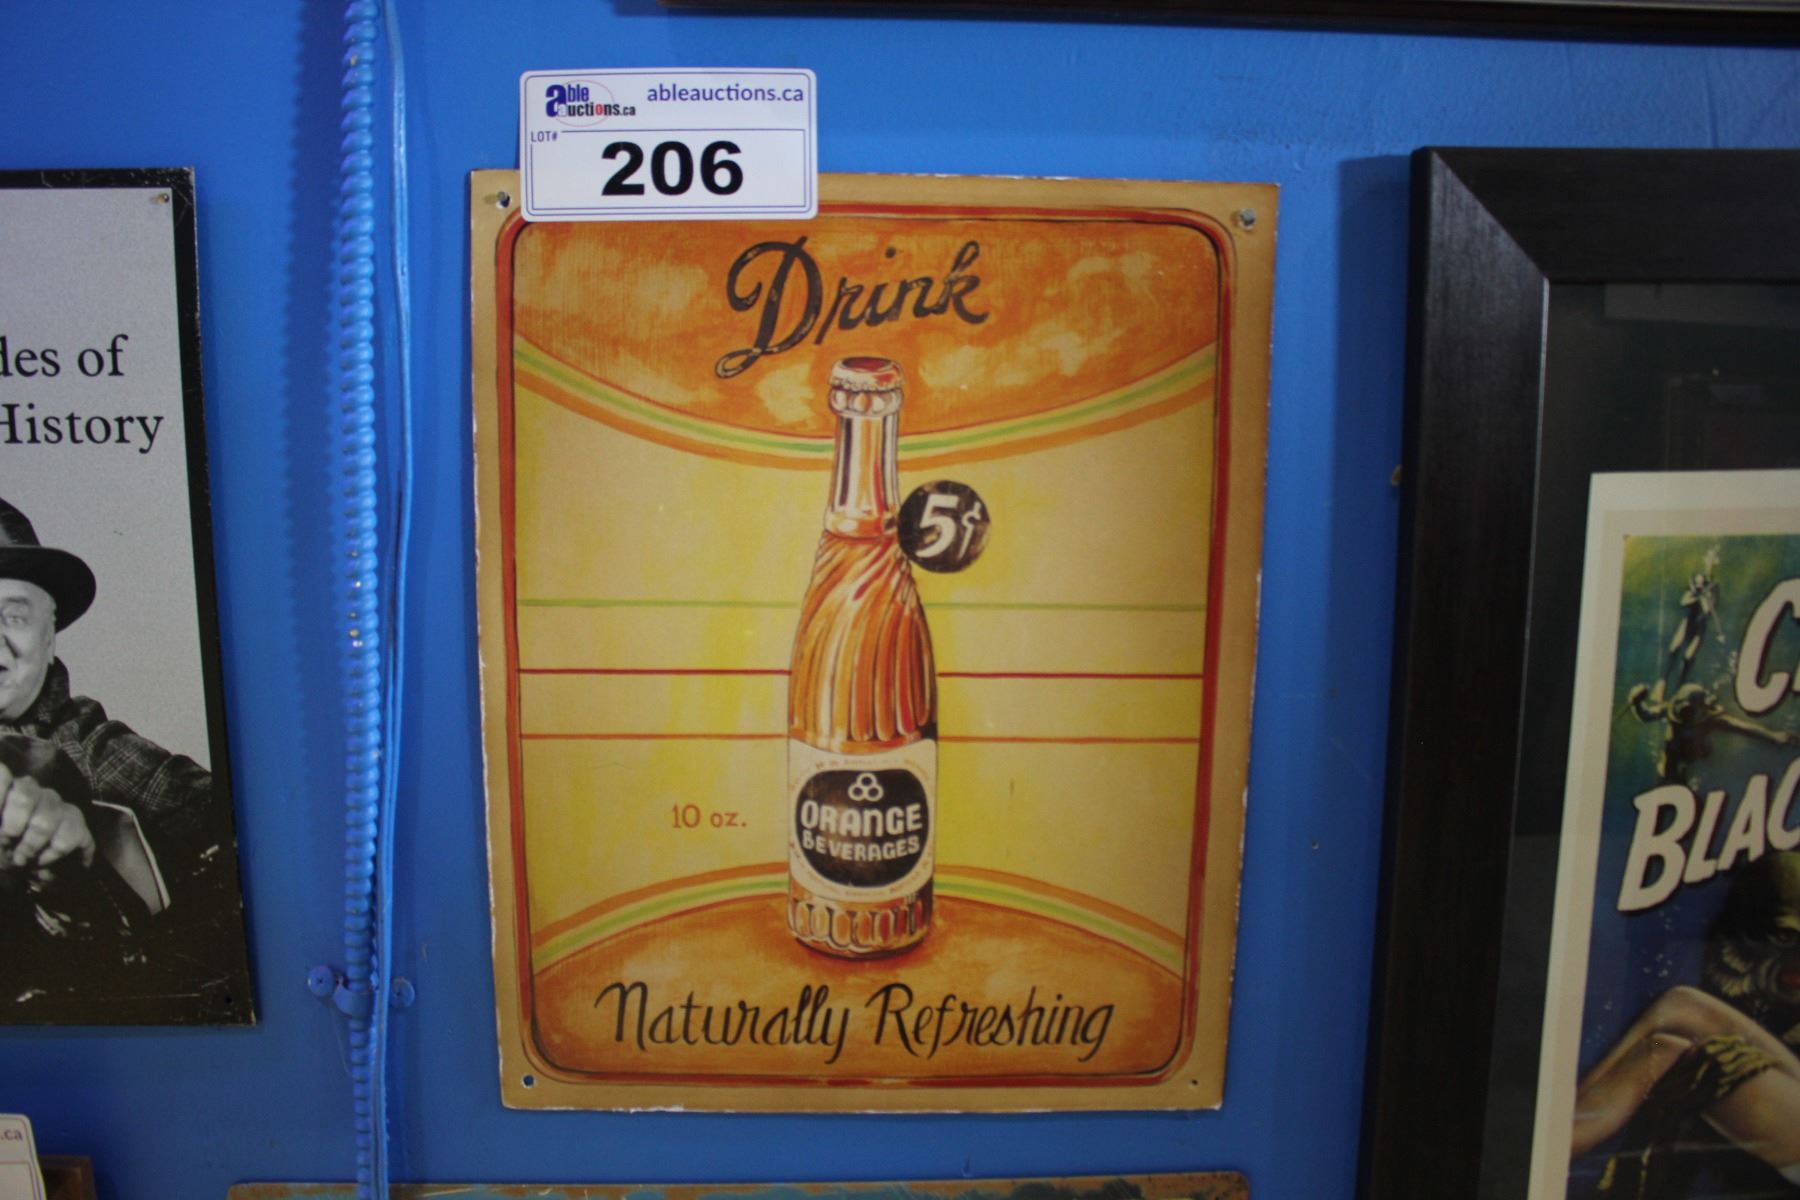 able auctions.ca
ableauctions.ca
LOT#
206
Drink
5¢
10 oz.
ORANGE
BEVERAGES
Naturally Refreshing
des of
History
BLAC
.ca